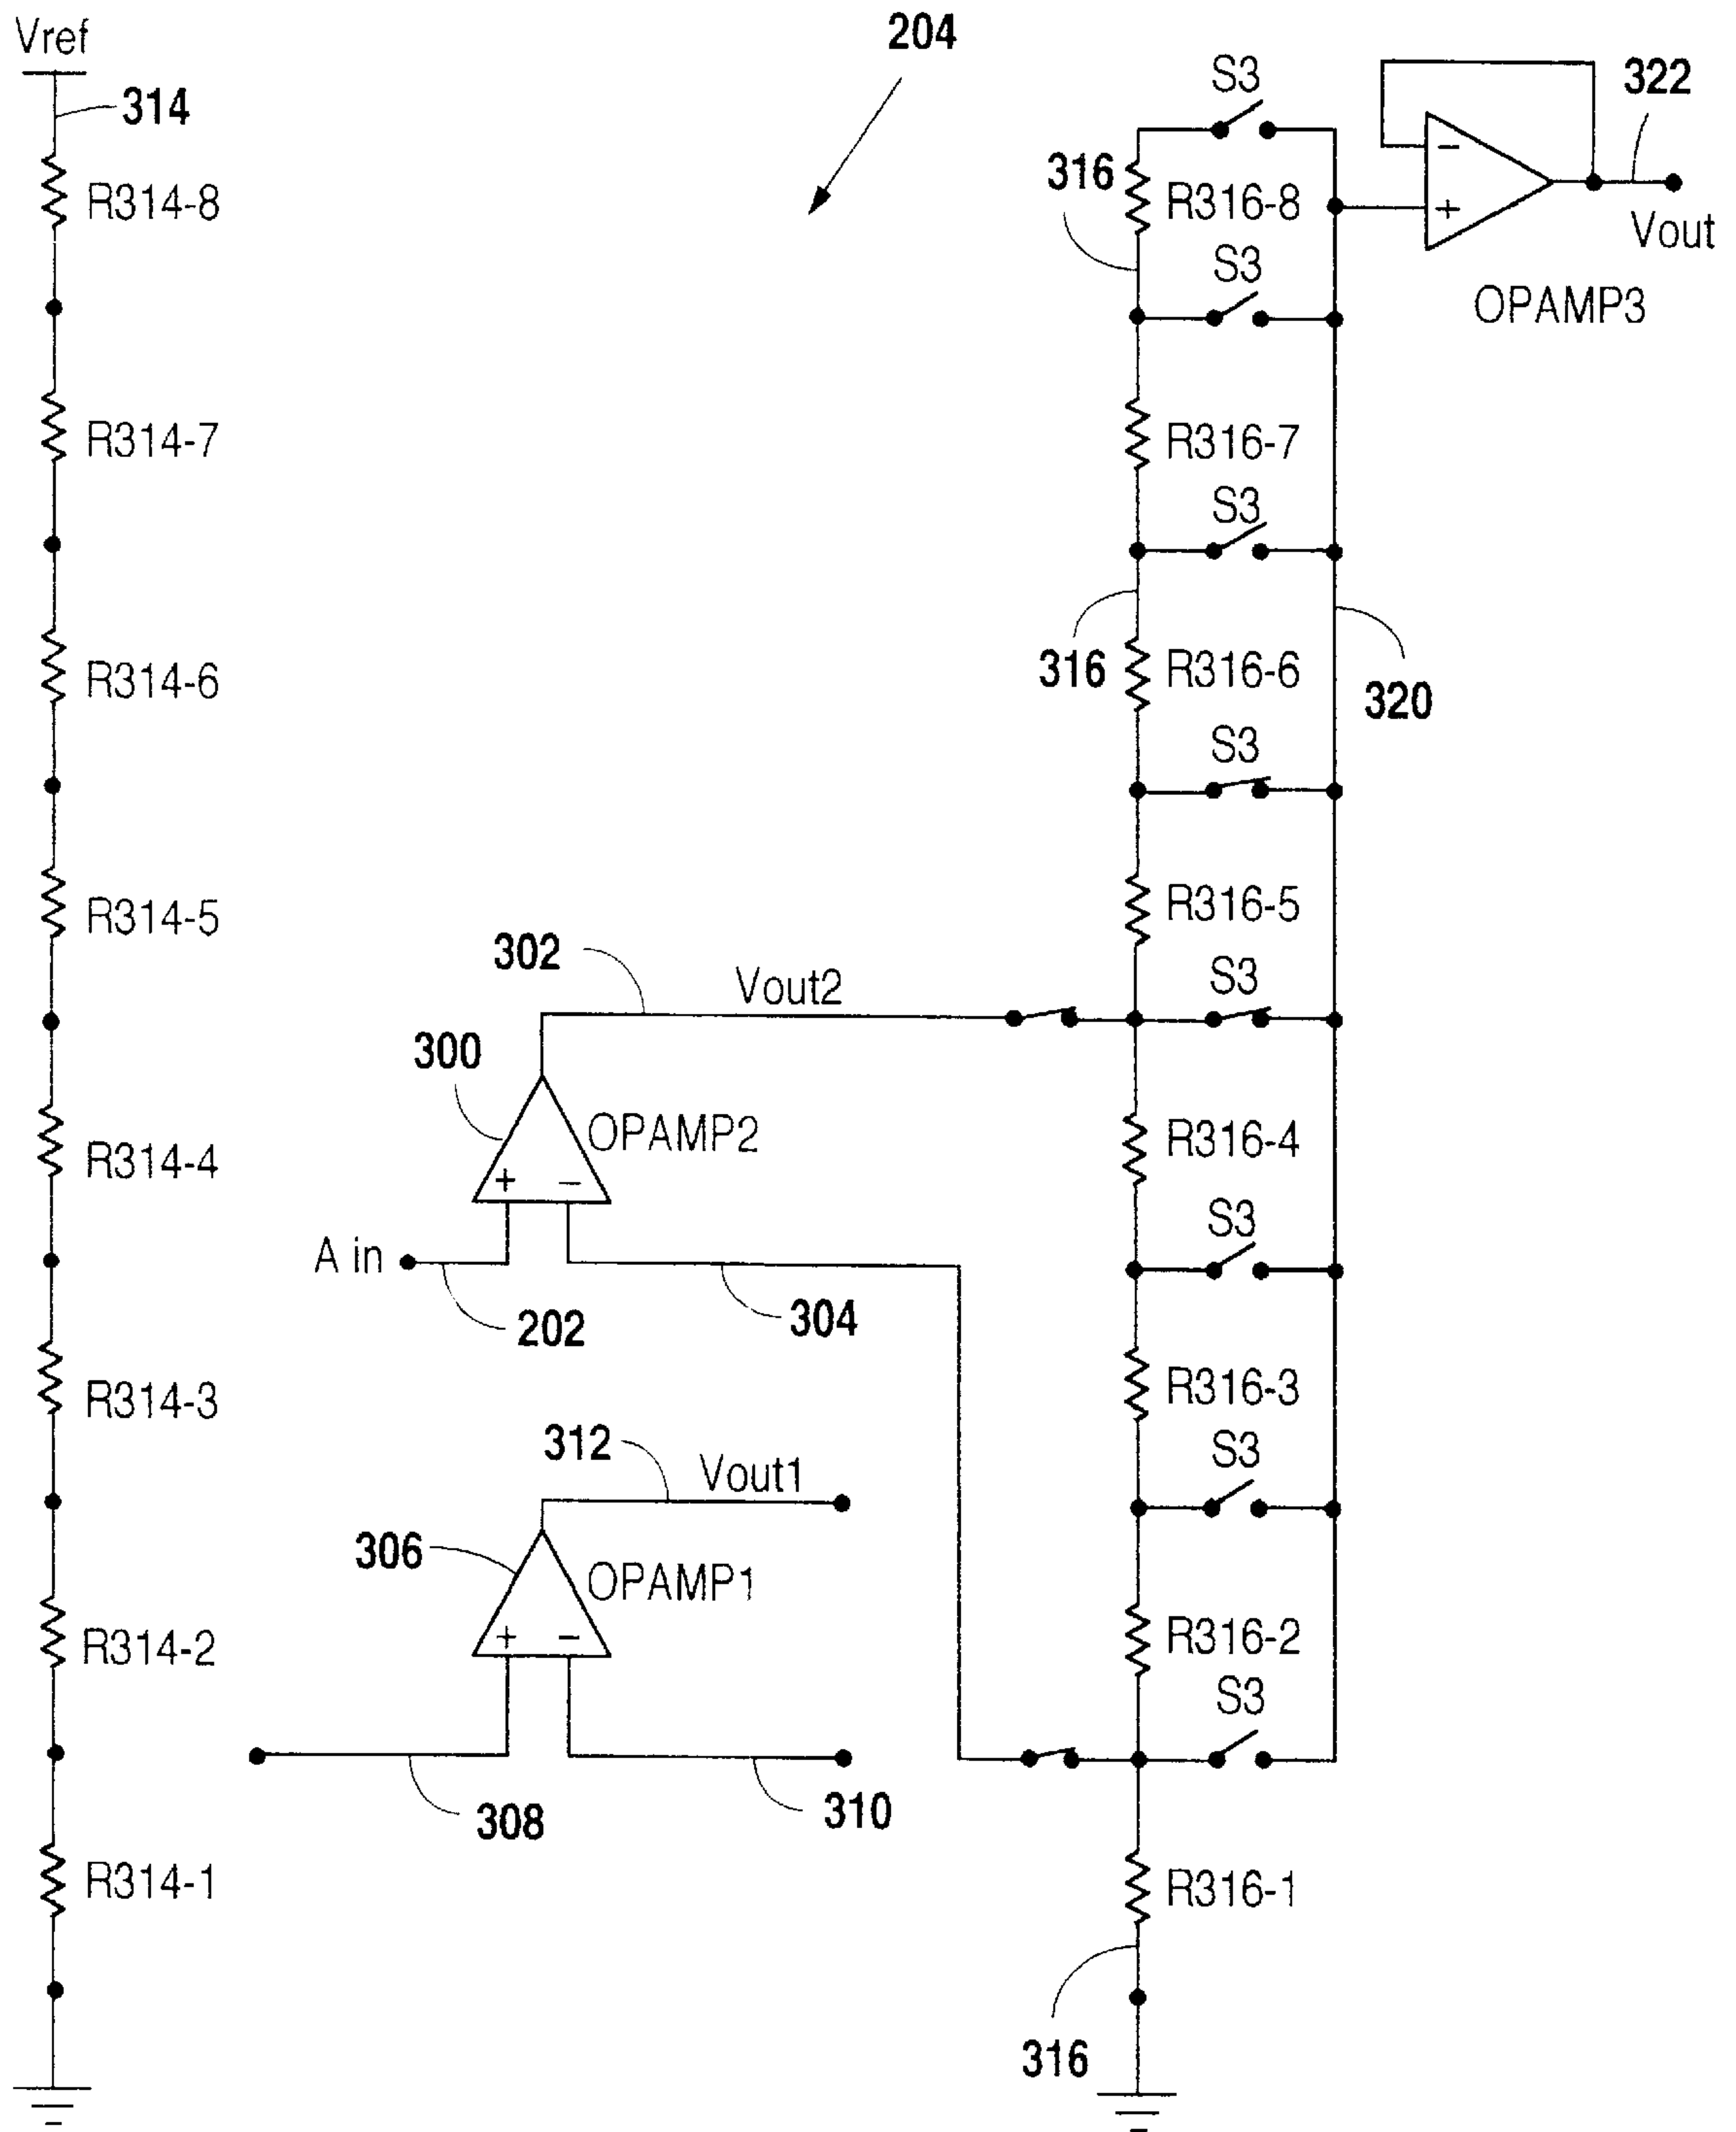 Vref
204
S3
322
314
316
R314-8
R316-8
Vout
S3
OPAMP3
R314-7
R316-7
S3
R314-6
316
R316-6
320
S3
R314-5
R316-5
302
Vout2
S3
300
OPAMP2
R314-4
R316-4
+ −
S3
A in
304
202
R314-3
R316-3
312
Vout1
S3
306
OPAMP1
R314-2
+ −
R316-2
S3
308
310
R314-1
R316-1
316
− +